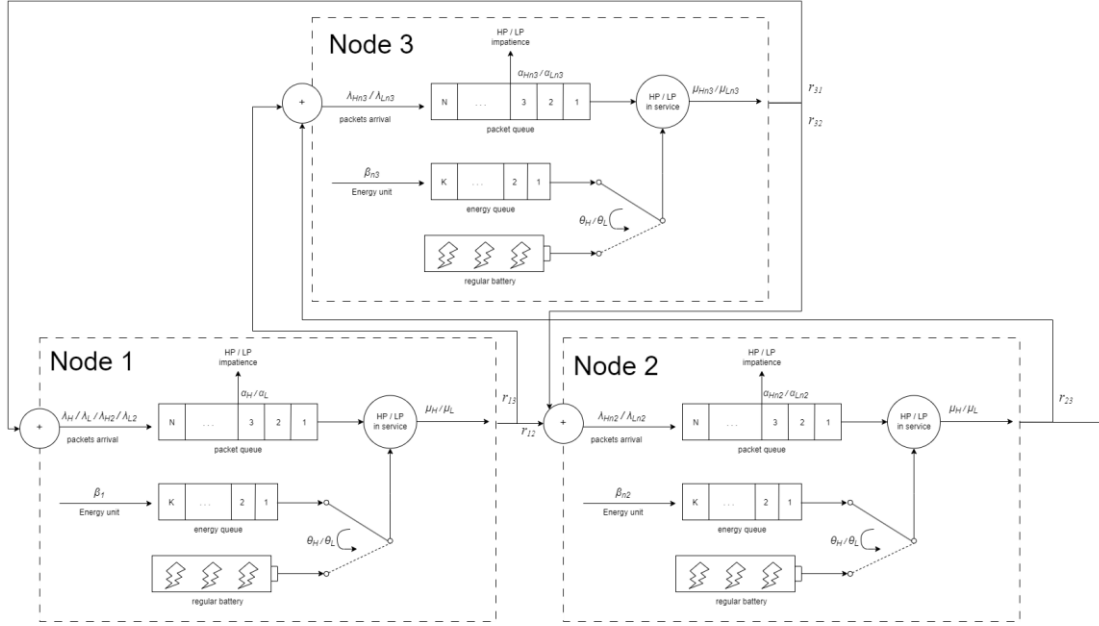 Node 3
HP / LP
impatience
α_Hn3 / α_Ln3
λ_Hn3 / λ_Ln3
packets arrival
N ... 3 2 1
packet queue
HP / LP
in service
μ_Hn3 / μ_Ln3
r_31
r_32
β_n3
Energy unit
K ... 2 1
energy queue
θ_H / θ_L
regular battery
Node 1
HP / LP
impatience
α_H / α_L
λ_H / λ_L / λ_H2 / λ_L2
packets arrival
N ... 3 2 1
packet queue
HP / LP
in service
μ_H / μ_L
r_13
r_12
β_1
Energy unit
K ... 2 1
energy queue
θ_H / θ_L
regular battery
Node 2
HP / LP
impatience
α_Hn2 / α_Ln2
λ_Hn2 / λ_Ln2
packets arrival
N ... 3 2 1
packet queue
HP / LP
in service
μ_H / μ_L
r_23
β_n2
Energy unit
K ... 2 1
energy queue
θ_H / θ_L
regular battery